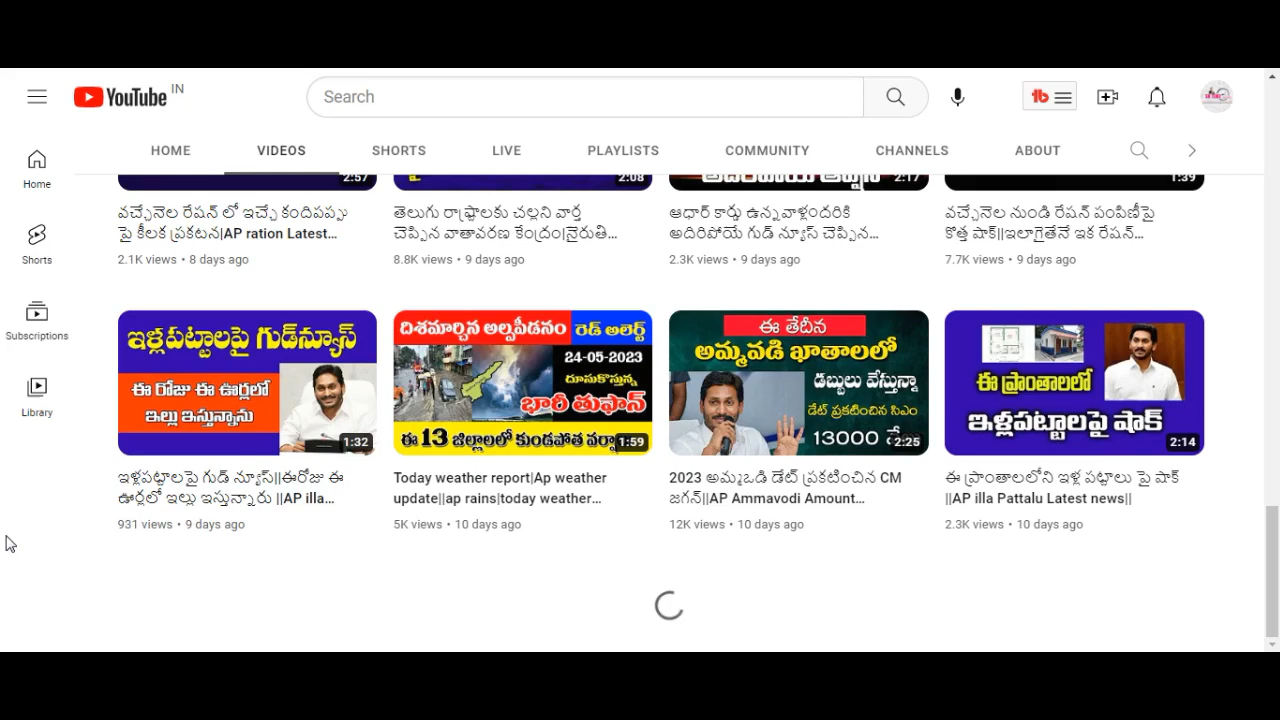 YouTube IN
Search
HOME VIDEOS SHORTS LIVE PLAYLISTS COMMUNITY CHANNELS ABOUT
Home
Shorts
Subscriptions
Library
2:57
2:08
2:17
1:39
వచ్చేనెల రేషన్ లో ఇచ్చే కందిపప్పు
పై కీలక ప్రకటన|AP ration Latest...
2.1K views • 8 days ago
తెలుగు రాష్ట్రాలకు చల్లని వార్త
చెప్పిన వాతావరణ కేంద్రం|నైరుతి...
8.8K views • 9 days ago
ఆధార్ కార్డు ఉన్నవాళ్లందరికి
అదిరిపోయే గుడ్ న్యూస్ చెప్పిన...
2.3K views • 9 days ago
వచ్చేనెల నుండి రేషన్ పంపిణీపై
కొత్త షాక్||ఇలాగైతేనే ఇక రేషన్...
7.7K views • 9 days ago
ఇళ్లపట్టాలపై గుడ్‌న్యూస్
ఈ రోజు ఈ ఊర్లలో
ఇల్లు ఇస్తున్నాను
1:32
ఇళ్లపట్టాలపై గుడ్ న్యూస్||ఈరోజు ఈ
ఊర్లలో ఇల్లు ఇస్తున్నారు ||AP illa...
931 views • 9 days ago
దిశమార్చిన అల్పపీడనం రెడ్ అలెర్ట్
24-05-2023
దూసుకొస్తున్న
భారీ తుఫాన్
ఈ 13 జిల్లాలలో కుండపోత
1:59
Today weather report|Ap weather
update||ap rains|today weather...
5K views • 10 days ago
ఈ తేదీన
అమ్మవడి ఖాతాలలో
డబ్బులు వేస్తున్నా
డేట్ ప్రకటించిన సిఎం
13000
2:25
2023 అమ్మఒడి డేట్ ప్రకటించిన CM
జగన్||AP Ammavodi Amount...
12K views • 10 days ago
ఈ ప్రాంతాలలో
ఇళ్లపట్టాలపై షాక్
2:14
ఈ ప్రాంతాలలోని ఇళ్ల పట్టాలు పై షాక్
||AP illa Pattalu Latest news||
2.3K views • 10 days ago